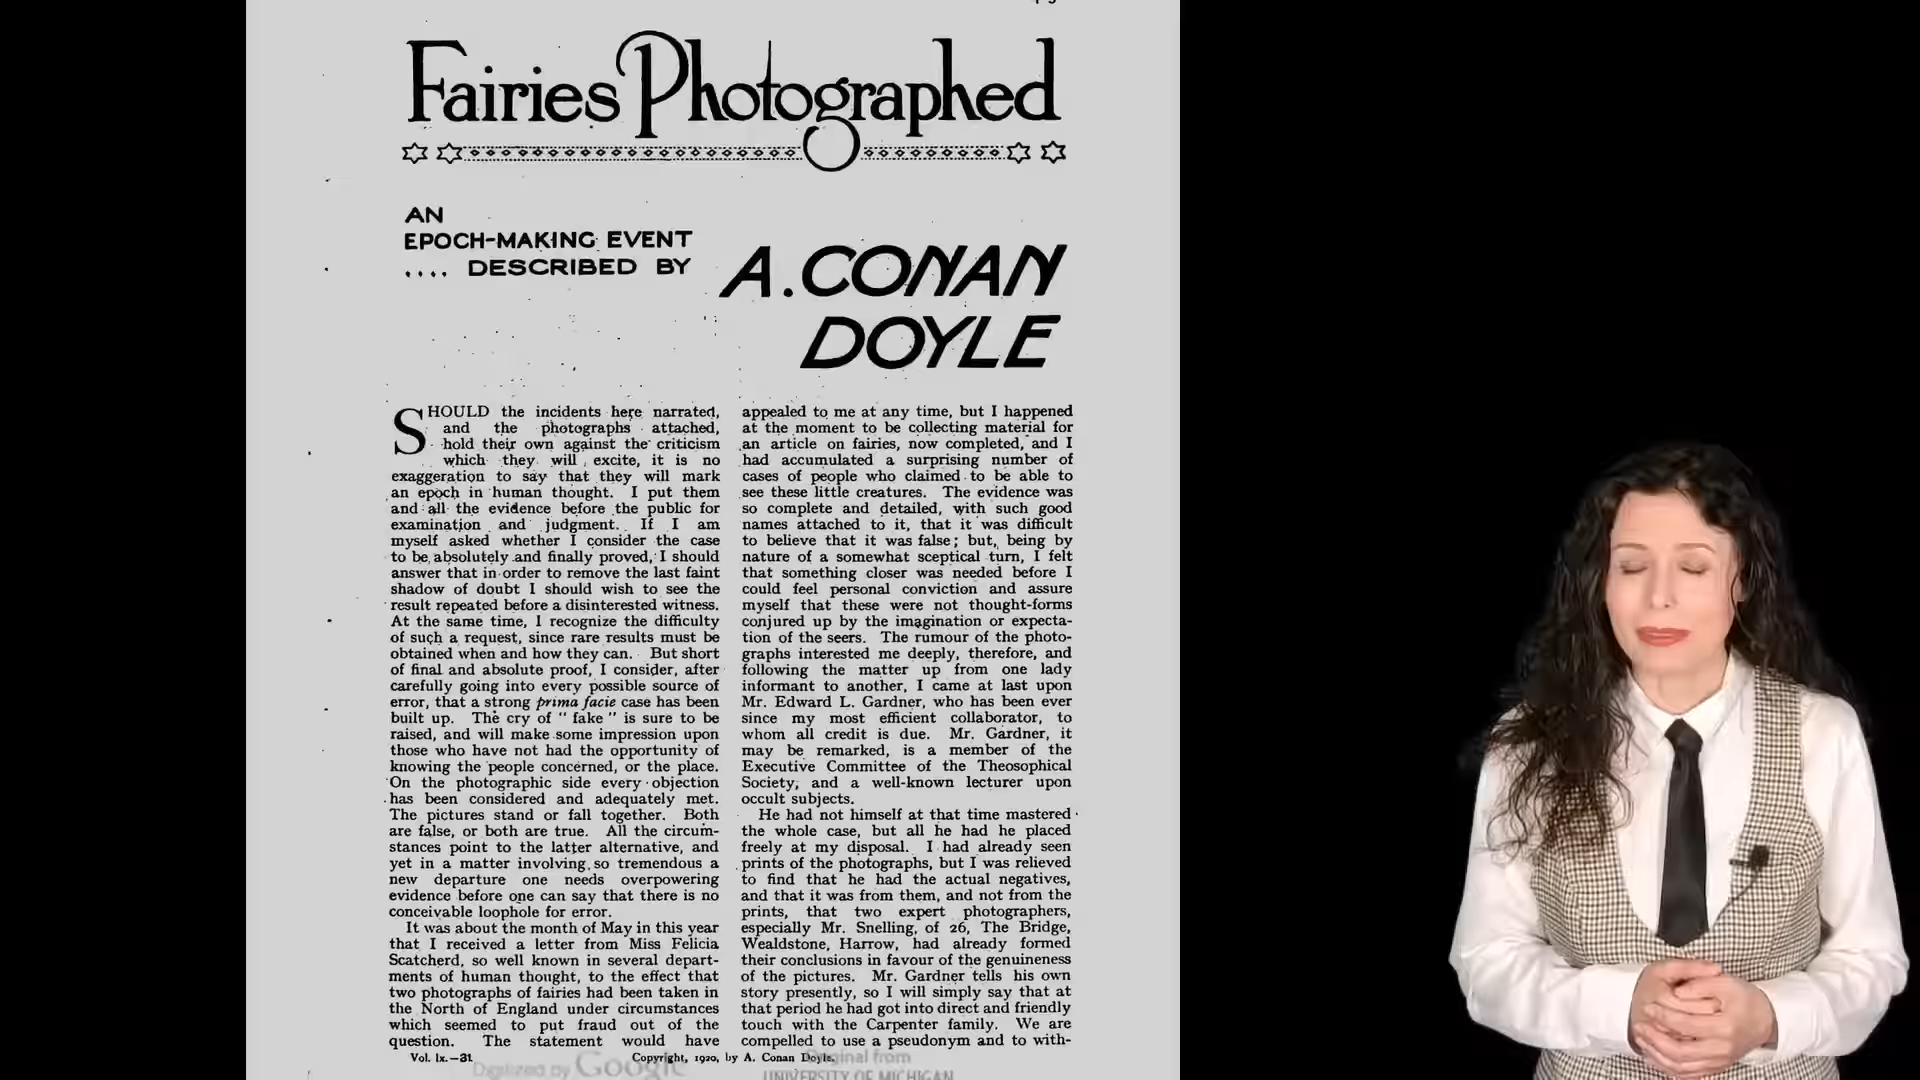 Fairies Photographed
AN
EPOCH-MAKING EVENT
.... DESCRIBED BY
A. CONAN
DOYLE
SHOULD the incidents here narrated,
and the photographs attached,
hold their own against the criticism
which they will excite, it is no
exaggeration to say that they will mark
an epoch in human thought. I put them
and all the evidence before the public for
examination and judgment. If I am
myself asked whether I consider the case
to be absolutely and finally proved, I should
answer that in order to remove the last faint
shadow of doubt I should wish to see the
result repeated before a disinterested witness.
At the same time, I recognize the difficulty
of such a request, since rare results must be
obtained when and how they can. But short
of final and absolute proof, I consider, after
carefully going into every possible source of
error, that a strong prima facie case has been
built up. The cry of " fake " is sure to be
raised, and will make some impression upon
those who have not had the opportunity of
knowing the people concerned, or the place.
On the photographic side every objection
has been considered and adequately met.
The pictures stand or fall together. Both
are false, or both are true. All the circum-
stances point to the latter alternative, and
yet in a matter involving so tremendous a
new departure one needs overpowering
evidence before one can say that there is no
conceivable loophole for error.
It was about the month of May in this year
that I received a letter from Miss Felicia
Scatcherd, so well known in several depart-
ments of human thought, to the effect that
two photographs of fairies had been taken in
the North of England under circumstances
which seemed to put fraud out of the
question. The statement would have
appealed to me at any time, but I happened
at the moment to be collecting material for
an article on fairies, now completed, and I
had accumulated a surprising number of
cases of people who claimed to be able to
see these little creatures. The evidence was
so complete and detailed, with such good
names attached to it, that it was difficult
to believe that it was false; but, being by
nature of a somewhat sceptical turn, I felt
that something closer was needed before I
could feel personal conviction and assure
myself that these were not thought-forms
conjured up by the imagination or expecta-
tion of the seers. The rumour of the photo-
graphs interested me deeply, therefore, and
following the matter up from one lady
informant to another, I came at last upon
Mr. Edward L. Gardner, who has been ever
since my most efficient collaborator, to
whom all credit is due. Mr. Gardner, it
may be remarked, is a member of the
Executive Committee of the Theosophical
Society, and a well-known lecturer upon
occult subjects.
He had not himself at that time mastered
the whole case, but all he had he placed
freely at my disposal. I had already seen
prints of the photographs, but I was relieved
to find that he had the actual negatives,
and that it was from them, and not from the
prints, that two expert photographers,
especially Mr. Snelling, of 26, The Bridge,
Wealdstone, Harrow, had already formed
their conclusions in favour of the genuineness
of the pictures. Mr. Gardner tells his own
story presently, so I will simply say that at
that period he had got into direct and friendly
touch with the Carpenter family. We are
compelled to use a pseudonym and to with-
Vol. lx.—31.
Copyright, 1920, by A. Conan Doyle.
Digitized by Google
Original from
UNIVERSITY OF MICHIGAN